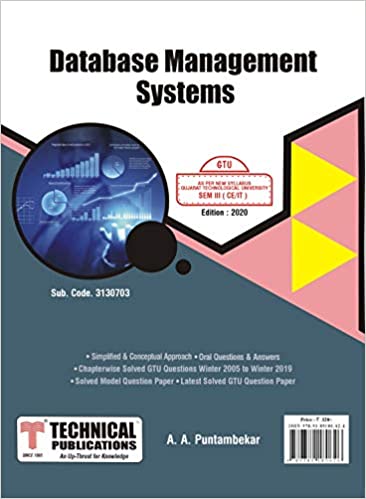 Database Management
Systems
GTU
AS PER NEW SYLLABUS
GUJARAT TECHNOLOGICAL UNIVERSITY
SEM III ( CE/IT )
Edition : 2020
Sub. Code. 3130703
• Simplified & Conceptual Approach • Oral Questions & Answers
• Chapterwise Solved GTU Questions Winter 2005 to Winter 2019
• Solved Model Question Paper • Latest Solved GTU Question Paper
TECHNICAL
PUBLICATIONS
SINCE 1993
An Up-Thrust for Knowledge
A. A. Puntambekar